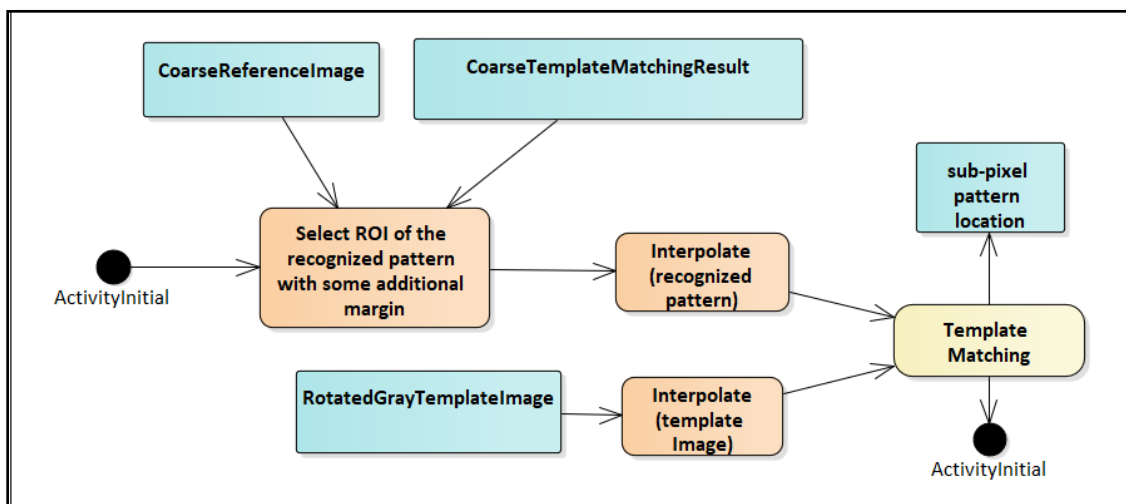 CoarseReferenceImage
CoarseTemplateMatchingResult
sub-pixel
pattern
location
Select ROI of the
recognized pattern
with some additional
margin
Interpolate
(recognized
pattern)
ActivityInitial
Template
Matching
RotatedGrayTemplateImage
Interpolate
(template
Image)
ActivityInitial